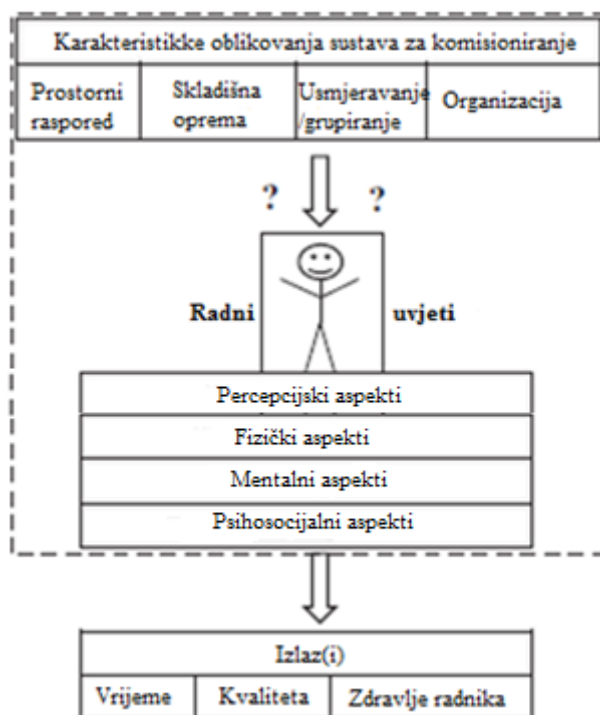 Karakteristikke oblikovanja sustava za komisioniranje
Prostorni
raspored
Skladišna
oprema
Usmjeravanje
/grupiranje
Organizacija
? ?
Radni uvjeti
Percepcijski aspekti
Fizički aspekti
Mentalni aspekti
Psihosocijalni aspekti
Izlaz(i)
Vrijeme Kvaliteta Zdravlje radnika